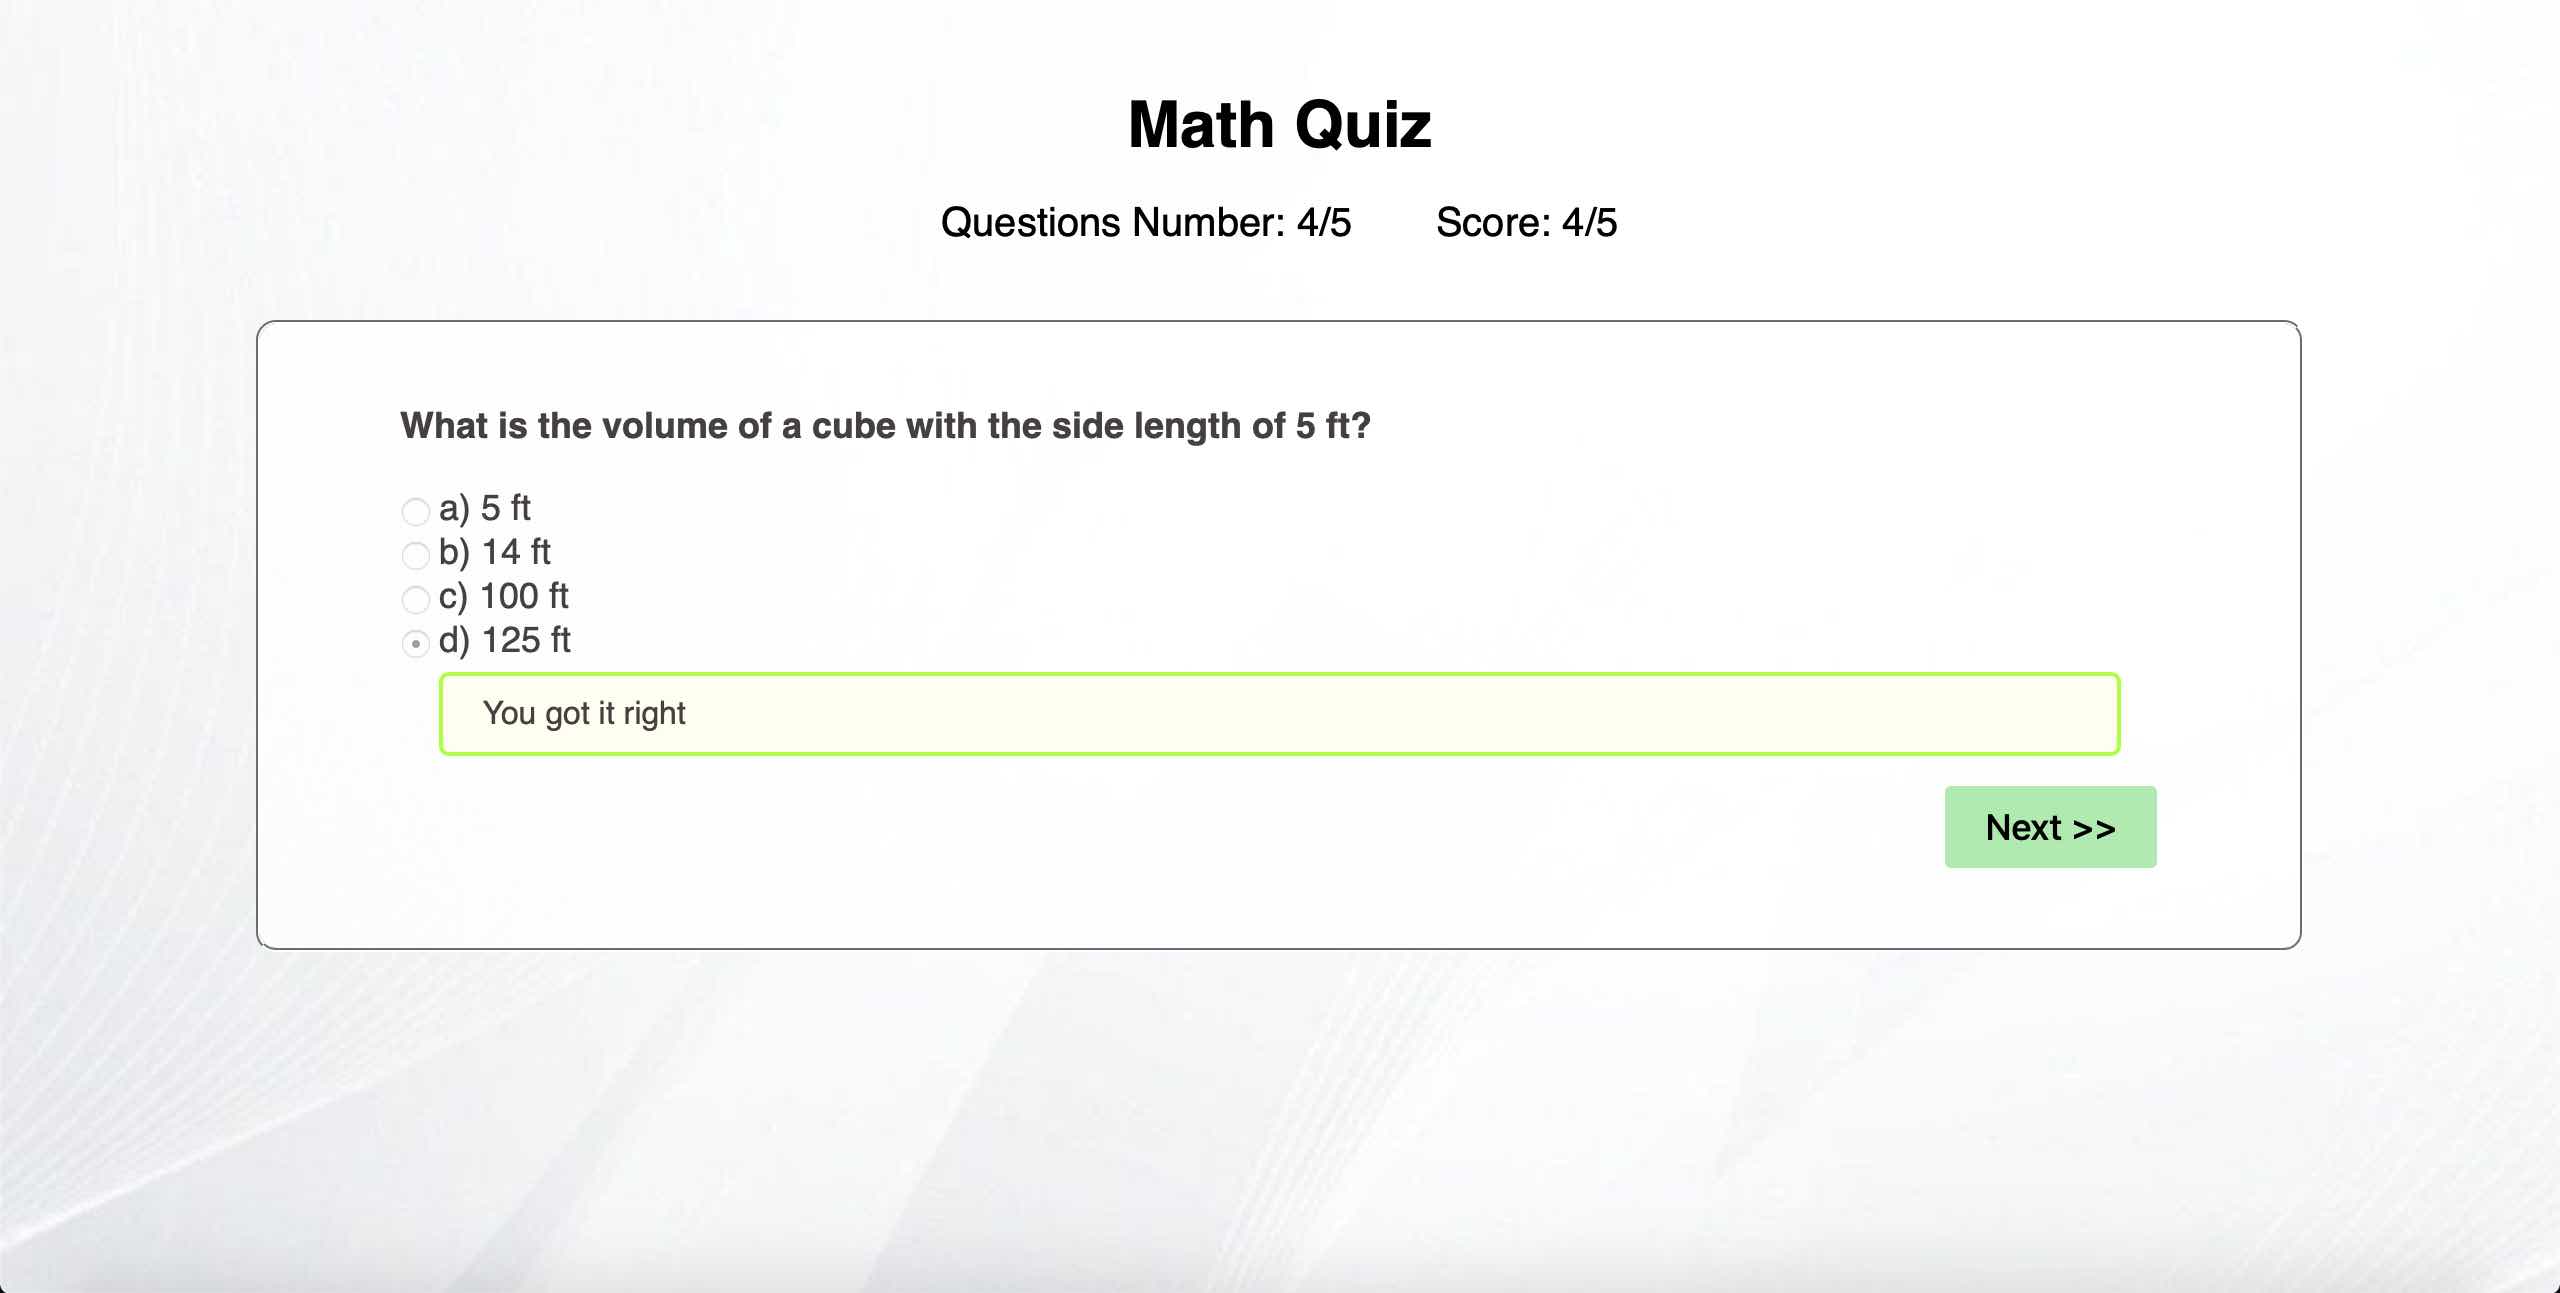 Math Quiz
Questions Number: 4/5 Score: 4/5
What is the volume of a cube with the side length of 5 ft?
a) 5 ft
b) 14 ft
c) 100 ft
d) 125 ft
You got it right
Next >>